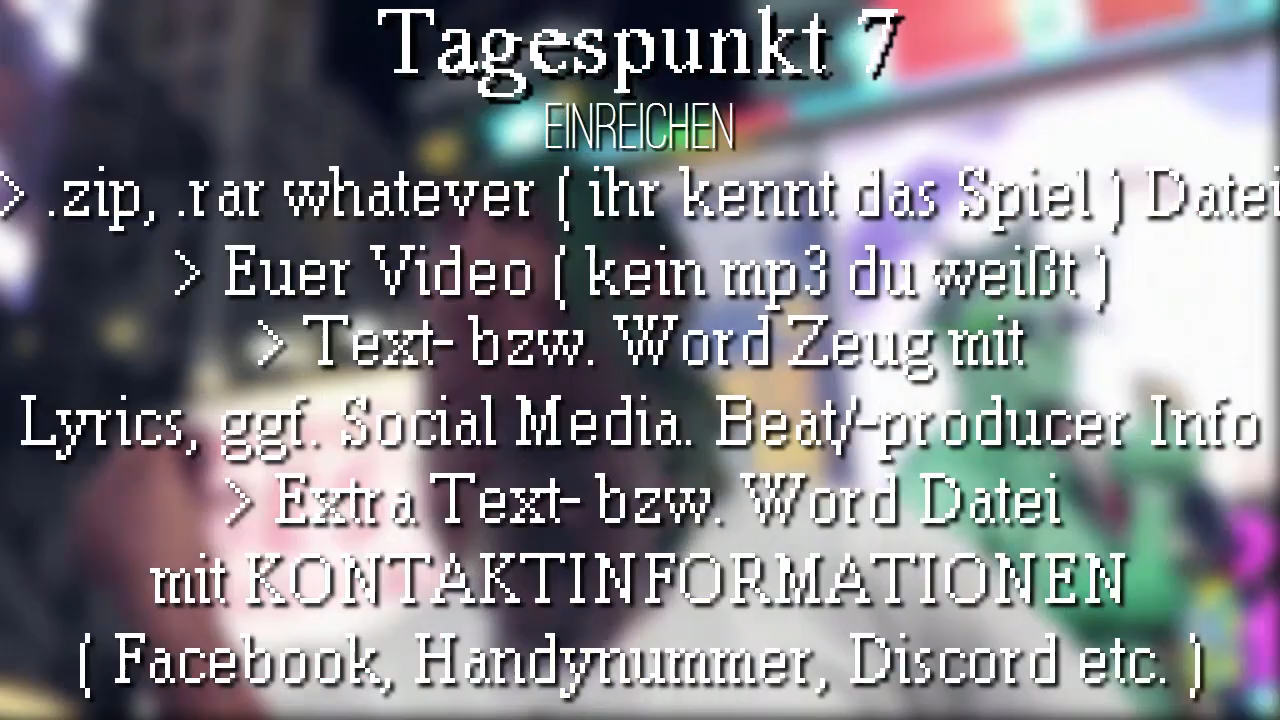 Tagespunkt 7
EINREICHEN
> .zip, .rar whatever ( ihr kennt das Spiel ) Datei
> Euer Video ( kein mp3 du weißt )
> Text- bzw. Word Zeug mit
Lyrics, ggf. Social Media. Beat/-producer Info
> Extra Text- bzw. Word Datei
mit KONTAKTINFORMATIONEN
( Facebook, Handynummer, Discord etc. )